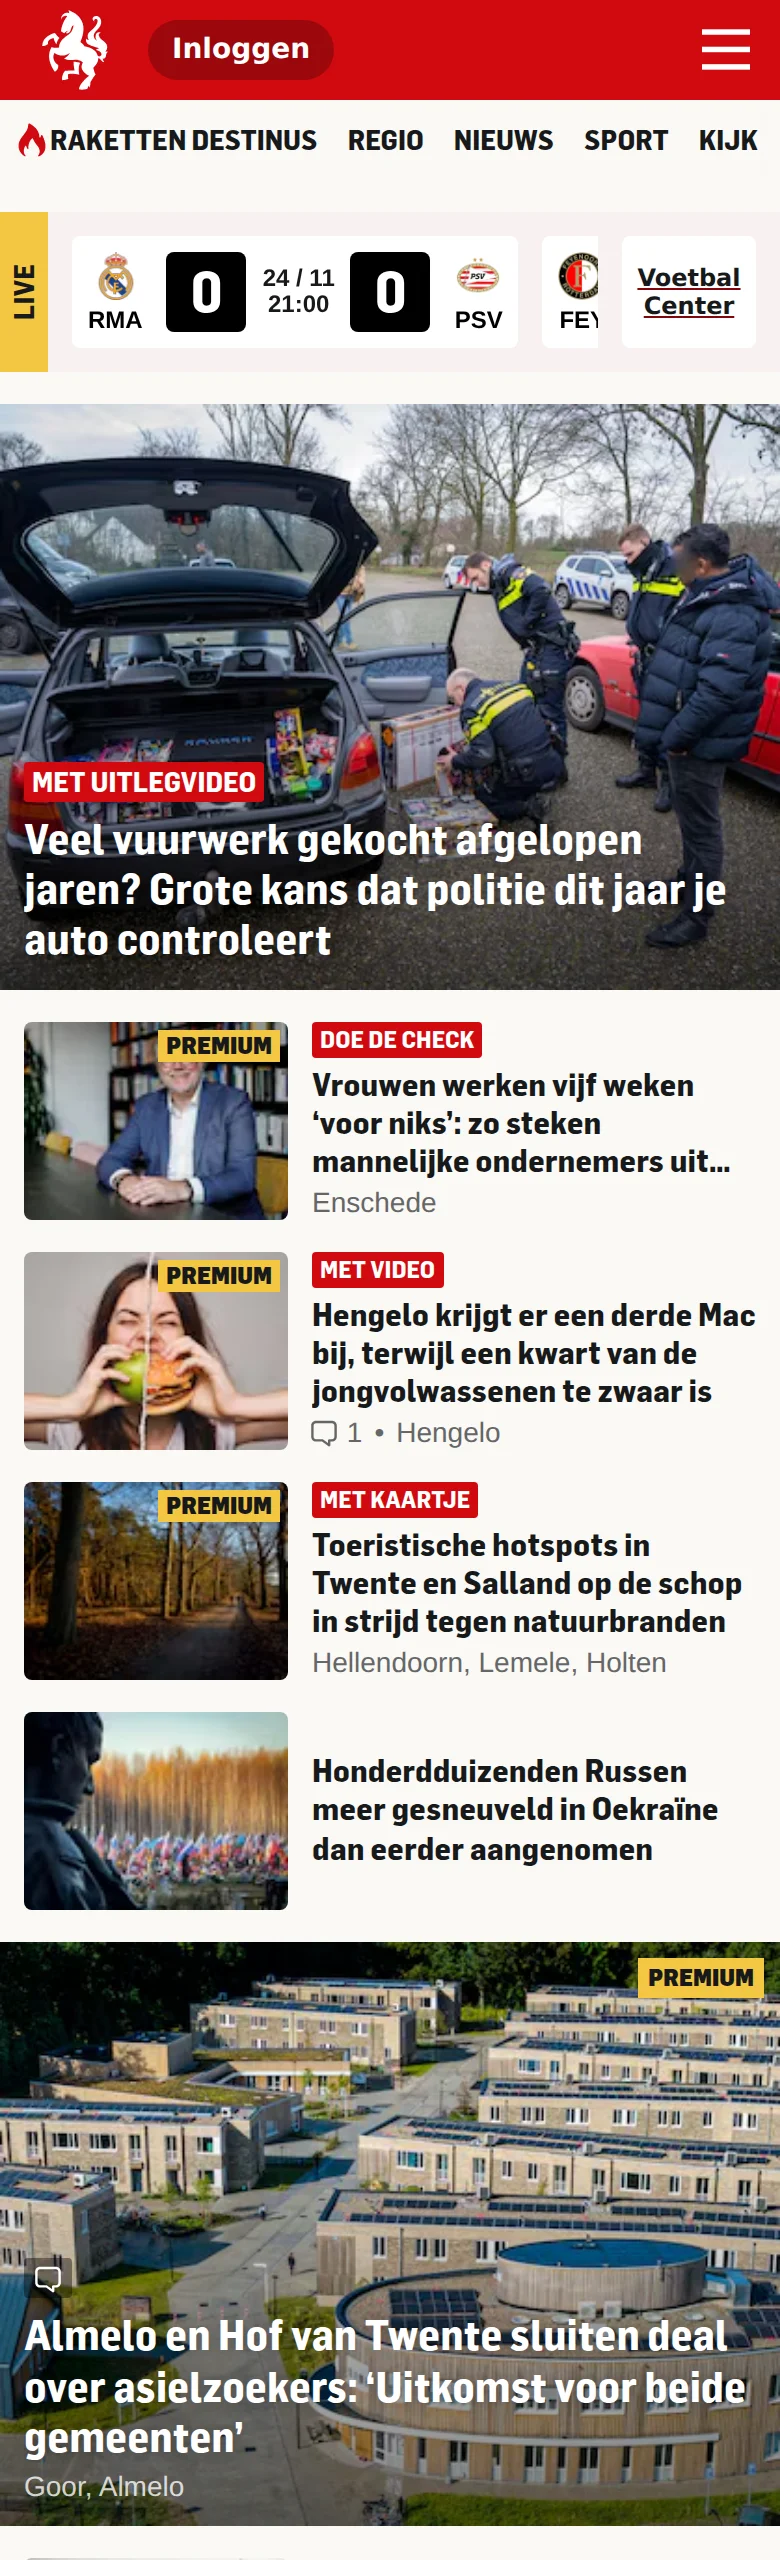 Inloggen
RAKETTEN DESTINUS REGIO NIEUWS SPORT KIJK
LIVE
RMA 0 24 / 11 21:00 0 PSV
FEY
Voetbal
Center
MET UITLEGVIDEO
Veel vuurwerk gekocht afgelopen
jaren? Grote kans dat politie dit jaar je
auto controleert
PREMIUM
DOE DE CHECK
Vrouwen werken vijf weken
‘voor niks’: zo steken
mannelijke ondernemers uit...
Enschede
PREMIUM
MET VIDEO
Hengelo krijgt er een derde Mac
bij, terwijl een kwart van de
jongvolwassenen te zwaar is
1 • Hengelo
PREMIUM
MET KAARTJE
Toeristische hotspots in
Twente en Salland op de schop
in strijd tegen natuurbranden
Hellendoorn, Lemele, Holten
Honderdduizenden Russen
meer gesneuveld in Oekraïne
dan eerder aangenomen
PREMIUM
Almelo en Hof van Twente sluiten deal
over asielzoekers: ‘Uitkomst voor beide
gemeenten’
Goor, Almelo